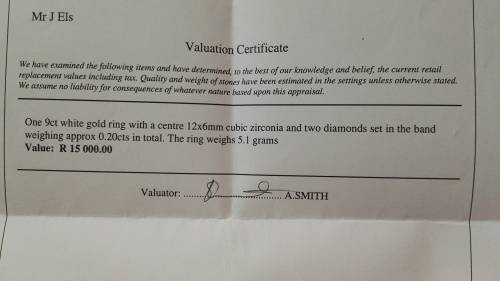 Mr J Els
Valuation Certificate
We have examined the following items and have determined, to the best of our knowledge and belief, the current retail
replacement values including tax. Quality and weight of stones have been estimated in the settings unless otherwise stated.
We assume no liability for consequences of whatever nature based upon this appraisal.
One 9ct white gold ring with a centre 12x6mm cubic zirconia and two diamonds set in the band
weighing approx 0.20cts in total. The ring weighs 5.1 grams
Value: R 15 000.00
Valuator: ................................... A.SMITH